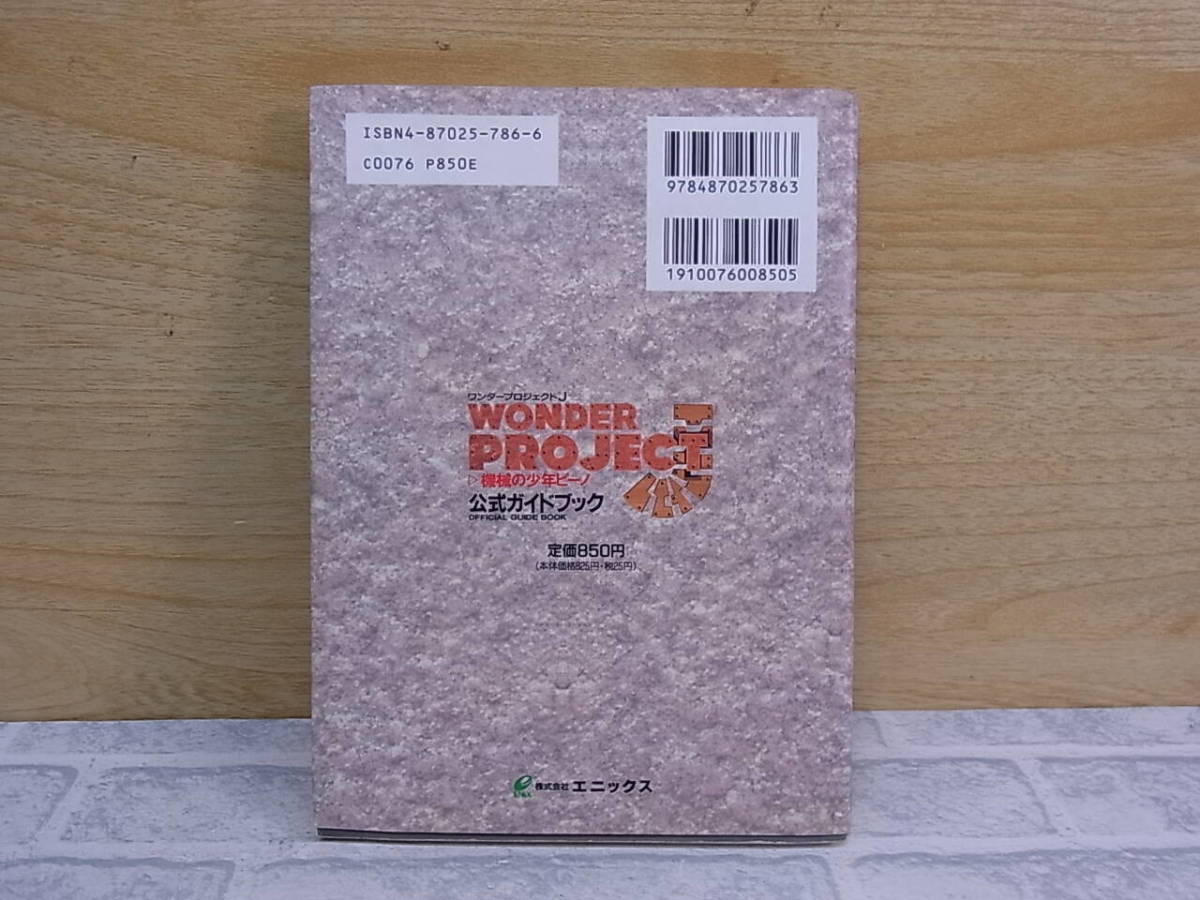 ISBN4-87025-786-6
C0076 P850E
9784870257863
1910076008505
ワンダープロジェクトJ
WONDER
PROJECT J
▷機械の少年ピーノ
公式ガイドブック
OFFICIAL GUIDE BOOK
定価850円
(本体価格825円・税25円)
株式会社 エニックス